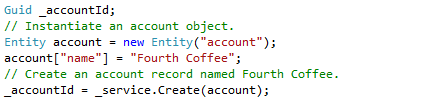 Guid _accountId;
// Instantiate an account object.
Entity account = new Entity("account");
account["name"] = "Fourth Coffee";
// Create an account record named Fourth Coffee.
_accountId = _service.Create(account);